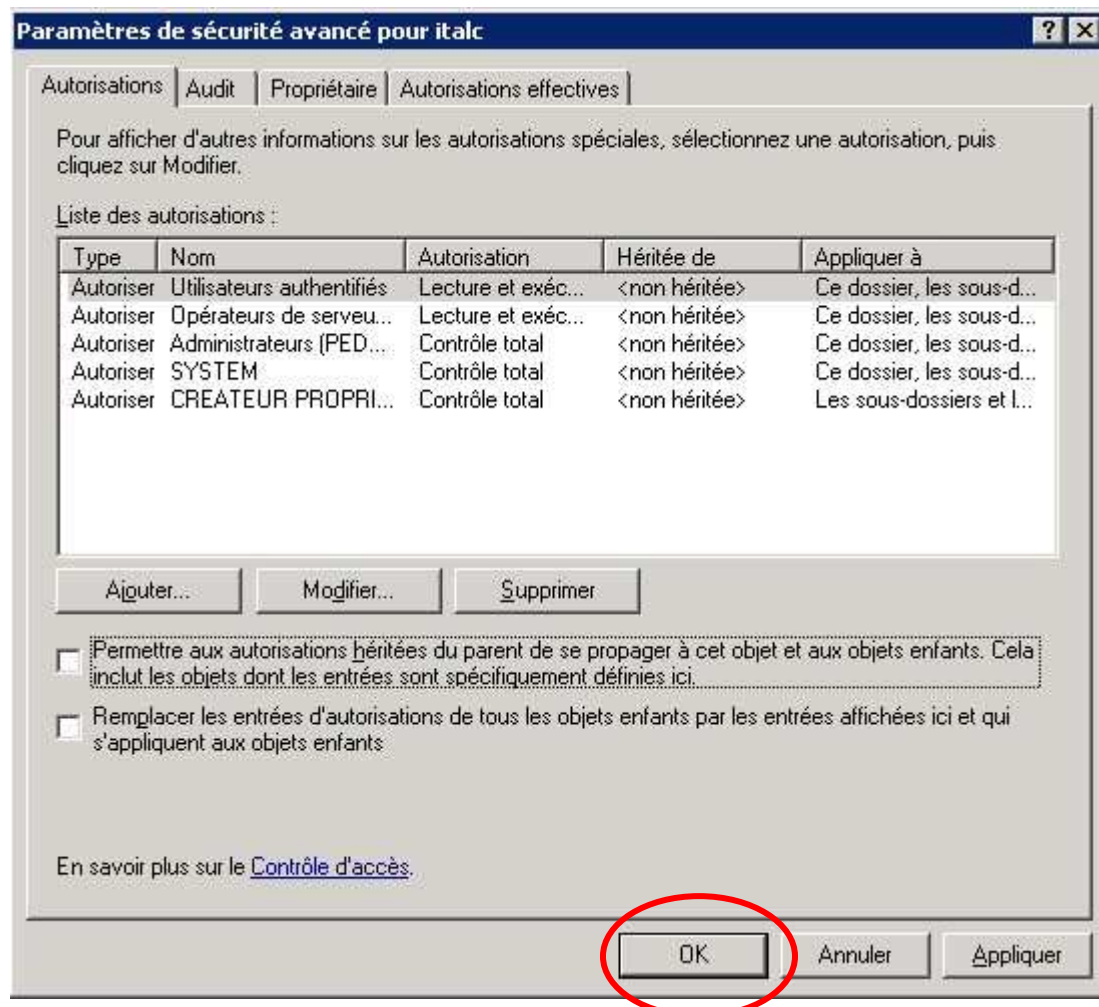 Paramètres de sécurité avancé pour italc
Autorisations Audit Propriétaire Autorisations effectives
Pour afficher d'autres informations sur les autorisations spéciales, sélectionnez une autorisation, puis
cliquez sur Modifier.
Liste des autorisations :
Type Nom Autorisation Héritée de Appliquer à
Autoriser Utilisateurs authentifiés Lecture et exéc... <non héritée> Ce dossier, les sous-d...
Autoriser Opérateurs de serveu... Lecture et exéc... <non héritée> Ce dossier, les sous-d...
Autoriser Administrateurs (PED... Contrôle total <non héritée> Ce dossier, les sous-d...
Autoriser SYSTEM Contrôle total <non héritée> Ce dossier, les sous-d...
Autoriser CREATEUR PROPRI... Contrôle total <non héritée> Les sous-dossiers et l...
Ajouter... Modifier... Supprimer
Permettre aux autorisations héritées du parent de se propager à cet objet et aux objets enfants. Cela
inclut les objets dont les entrées sont spécifiquement définies ici.
Remplacer les entrées d'autorisations de tous les objets enfants par les entrées affichées ici et qui
s'appliquent aux objets enfants
En savoir plus sur le Contrôle d'accès.
OK Annuler Appliquer